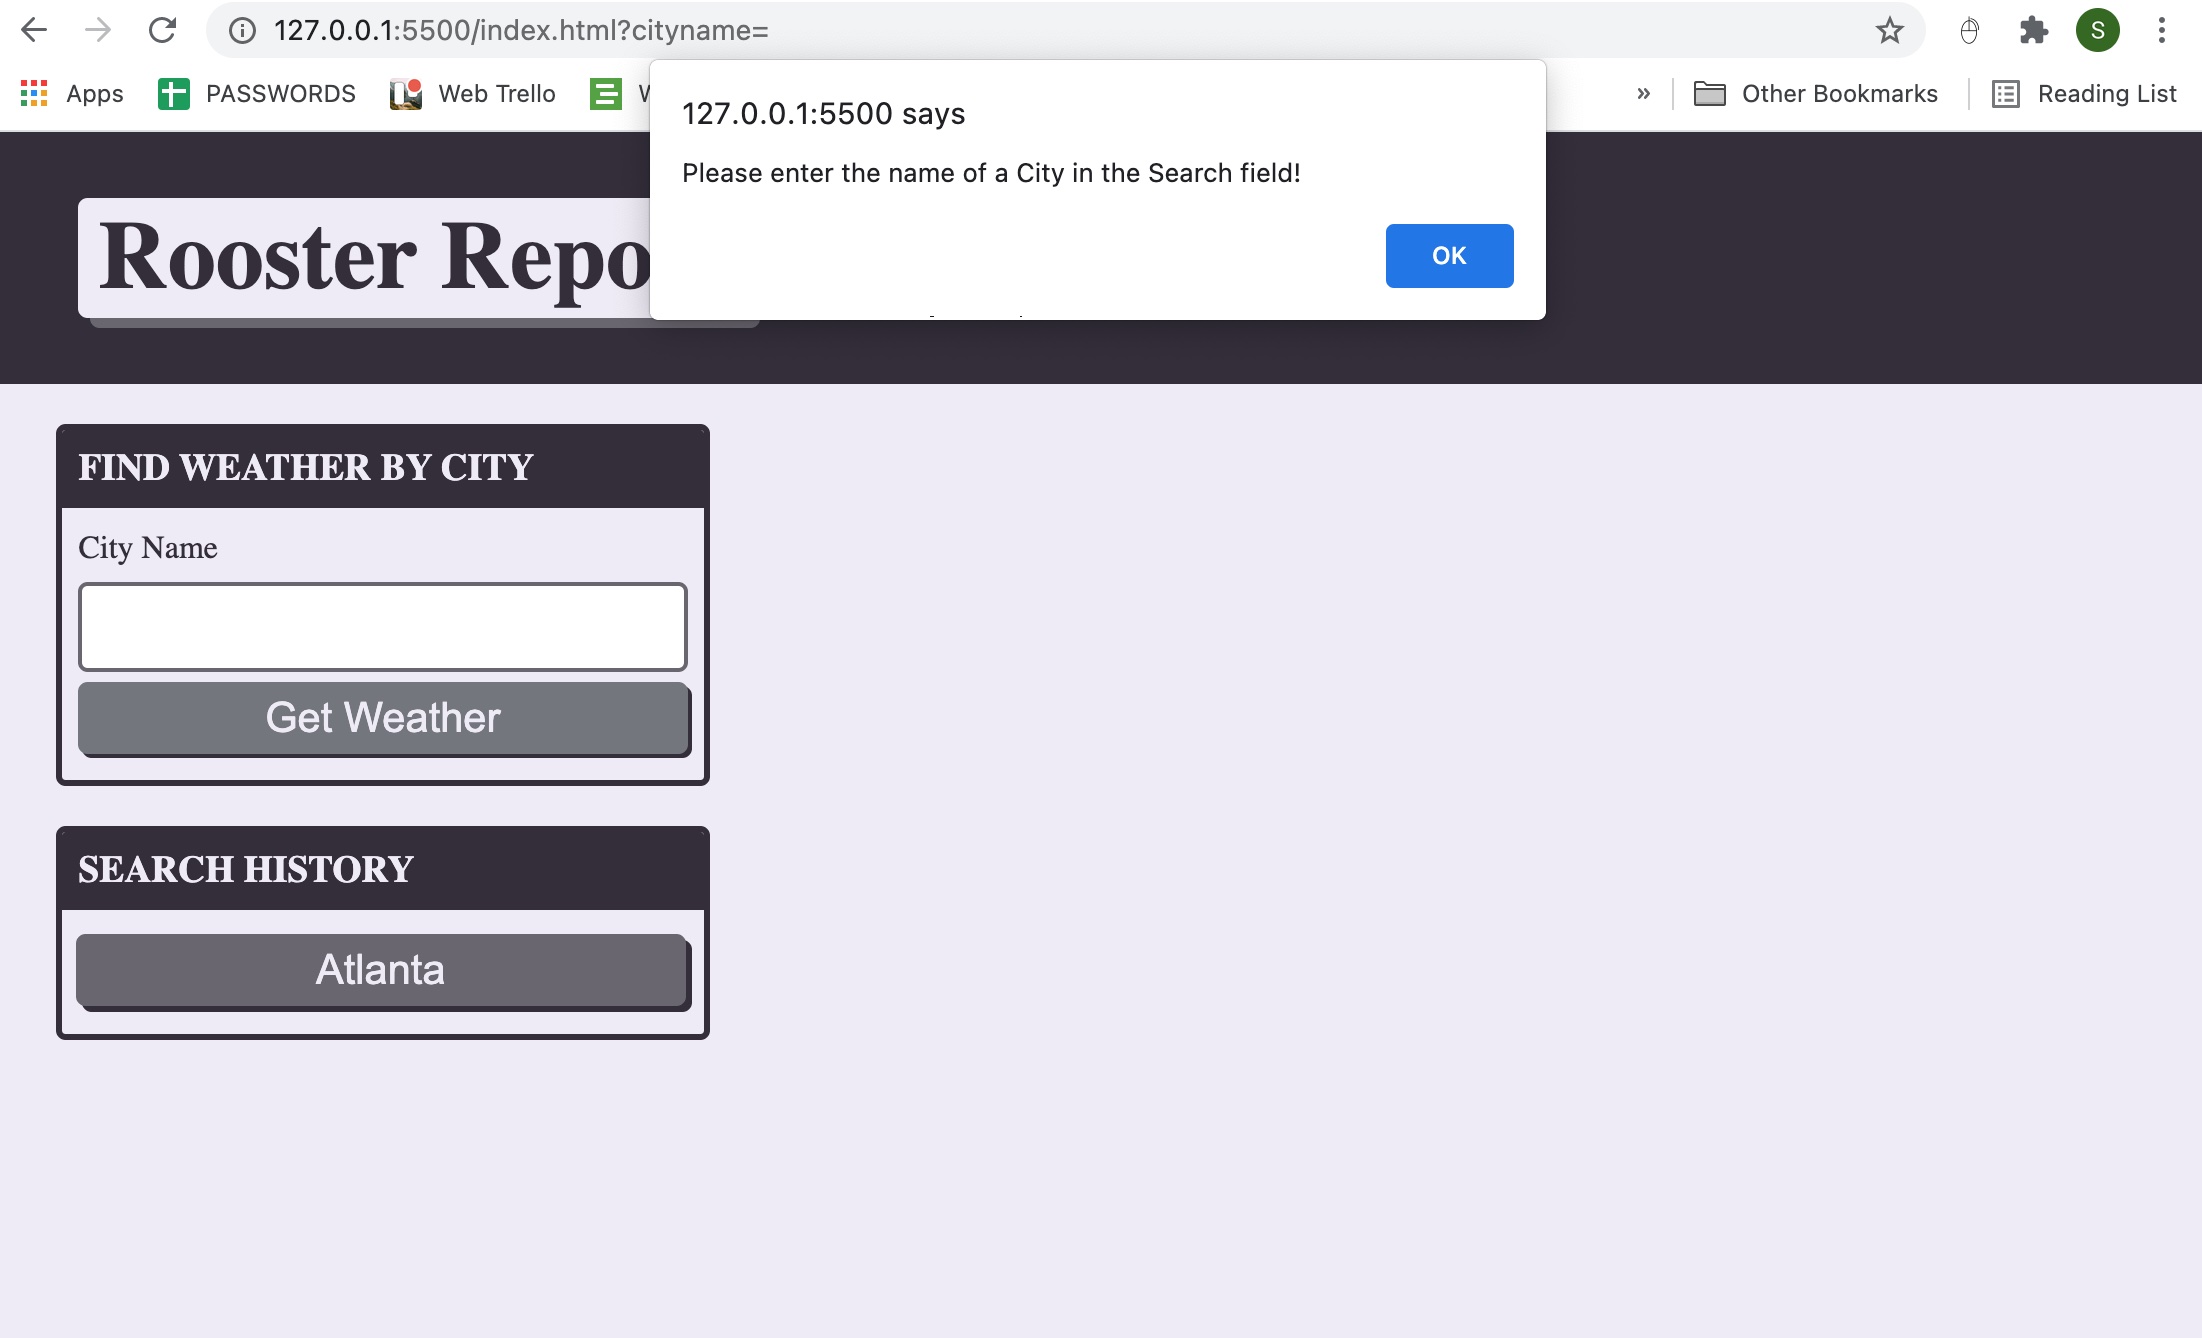 127.0.0.1:5500/index.html?cityname=
S
Apps
PASSWORDS
Web Trello
»
Other Bookmarks
Reading List
127.0.0.1:5500 says
Please enter the name of a City in the Search field!
OK
Rooster Repo
FIND WEATHER BY CITY
City Name
Get Weather
SEARCH HISTORY
Atlanta